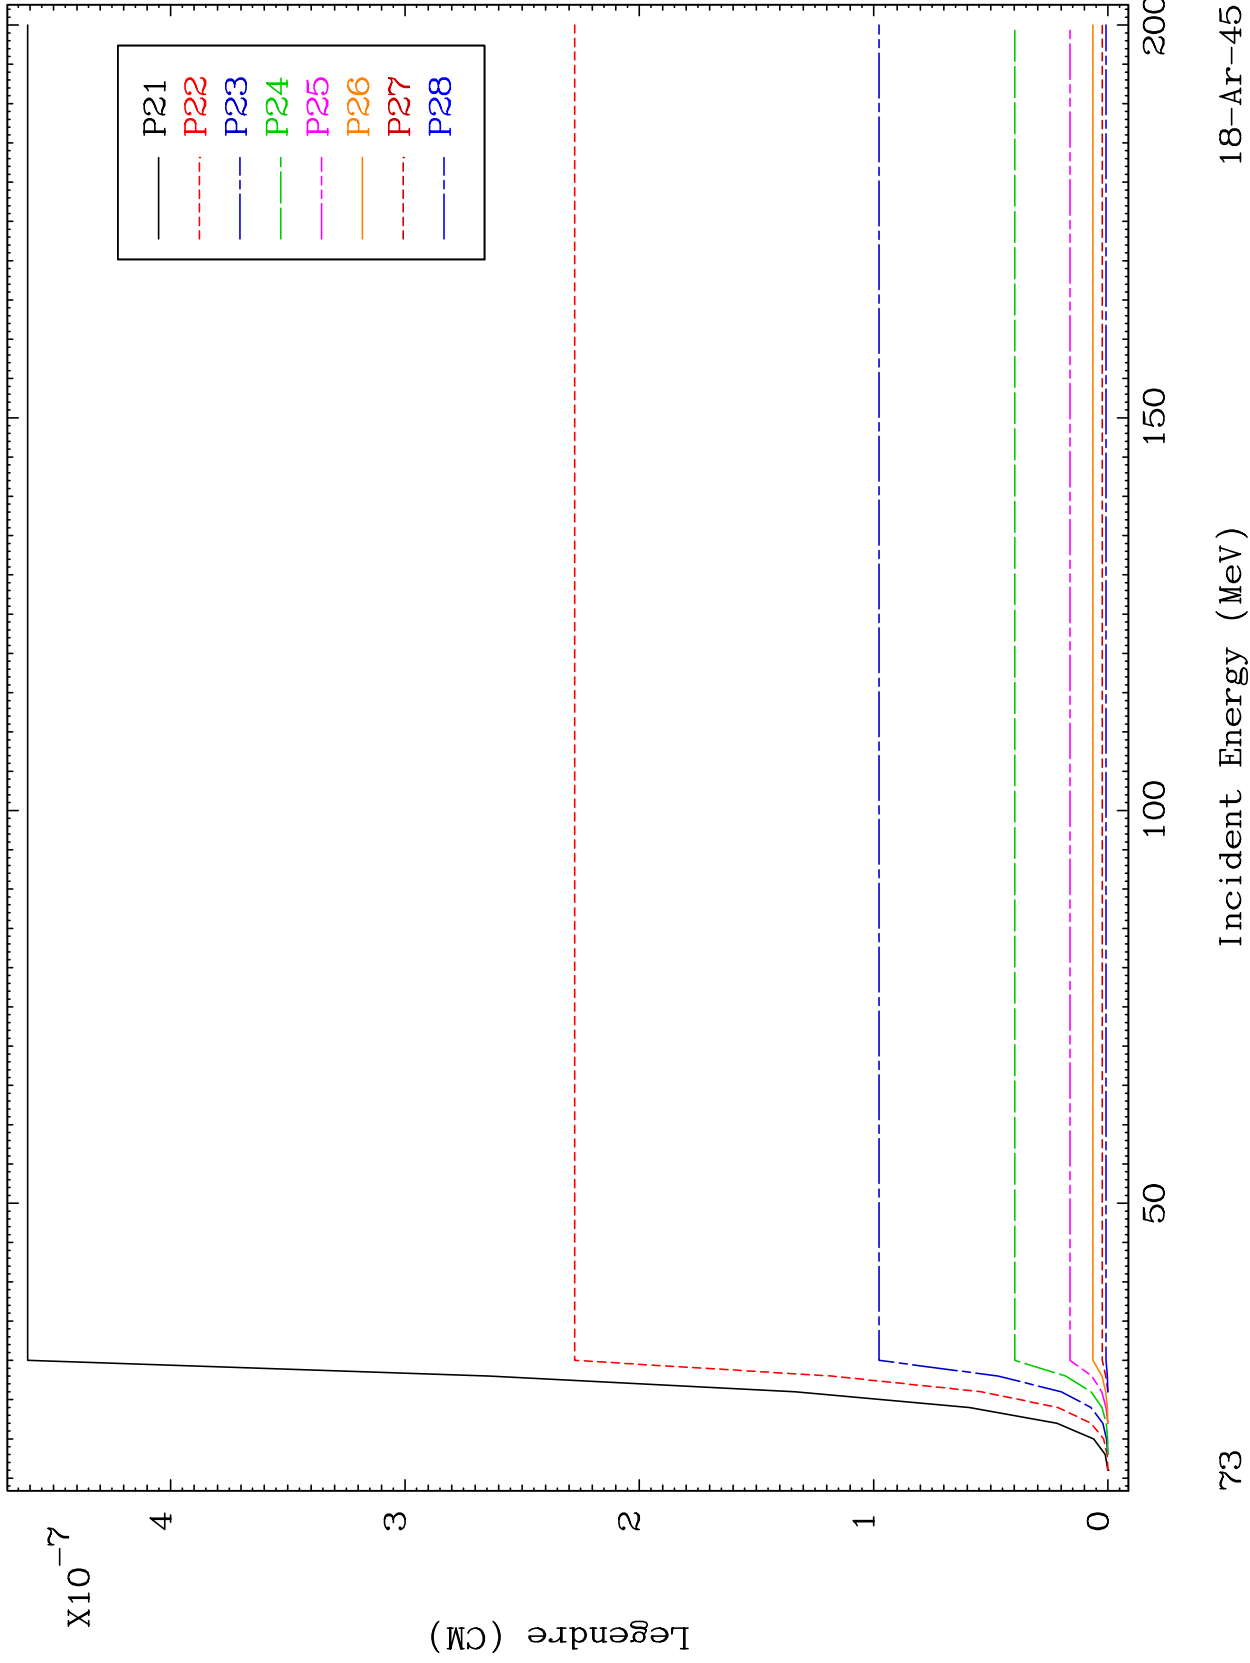 X10-7
Legendre (CM)
4
3
2
1
0
P21
P22
P23
P24
P25
P26
P27
P28
50
100
150
200
Incident Energy (MeV)
73
18-Ar-45